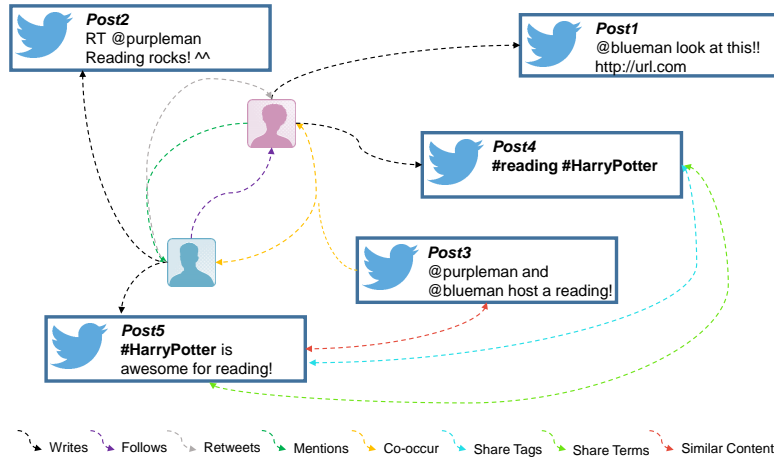 Post2
RT @purpleman
Reading rocks! ^^
Post1
@blueman look at this!!
http://url.com
Post4
#reading #HarryPotter
Post3
@purpleman and
@blueman host a reading!
Post5
#HarryPotter is
awesome for reading!
Writes
Follows
Retweets
Mentions
Co-occur
Share Tags
Share Terms
Similar Content